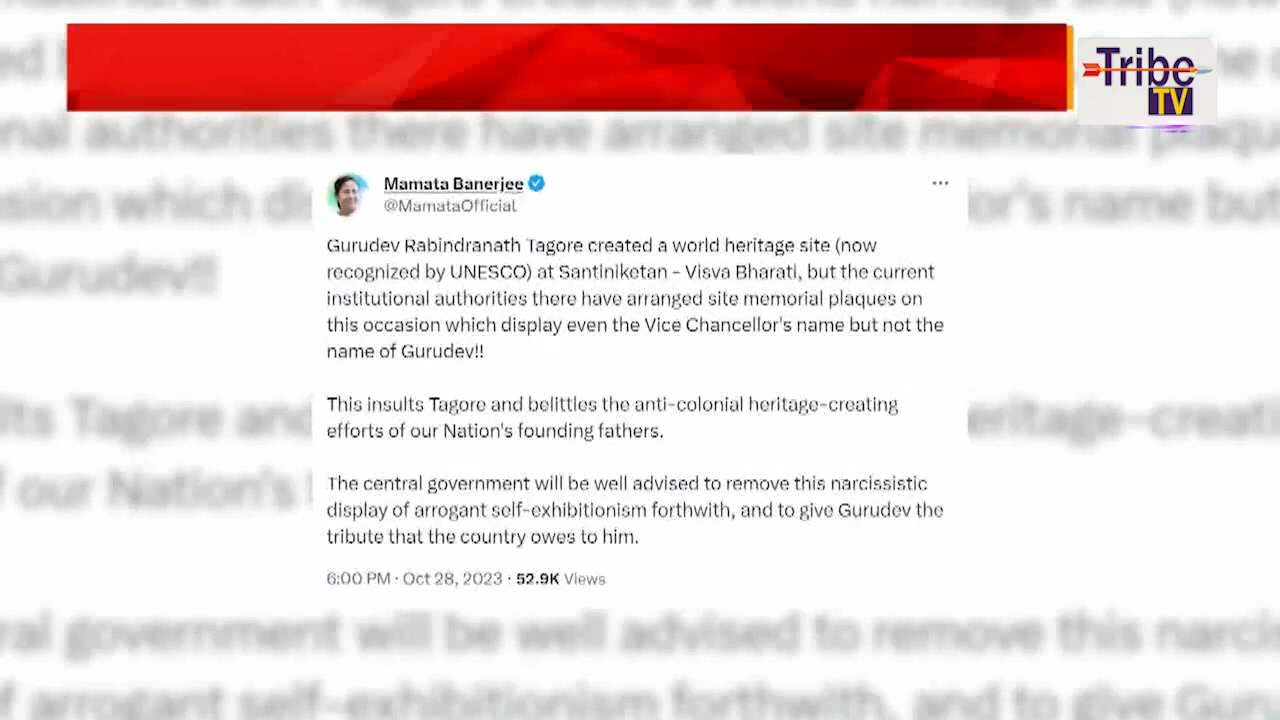 Tribe
TV
Mamata Banerjee
@MamataOfficial
Gurudev Rabindranath Tagore created a world heritage site (now
recognized by UNESCO) at Santiniketan - Visva Bharati, but the current
institutional authorities there have arranged site memorial plaques on
this occasion which display even the Vice Chancellor's name but not the
name of Gurudev!!
This insults Tagore and belittles the anti-colonial heritage-creating
efforts of our Nation's founding fathers.
The central government will be well advised to remove this narcissistic
display of arrogant self-exhibitionism forthwith, and to give Gurudev the
tribute that the country owes to him.
6:00 PM · Oct 28, 2023 · 52.9K Views